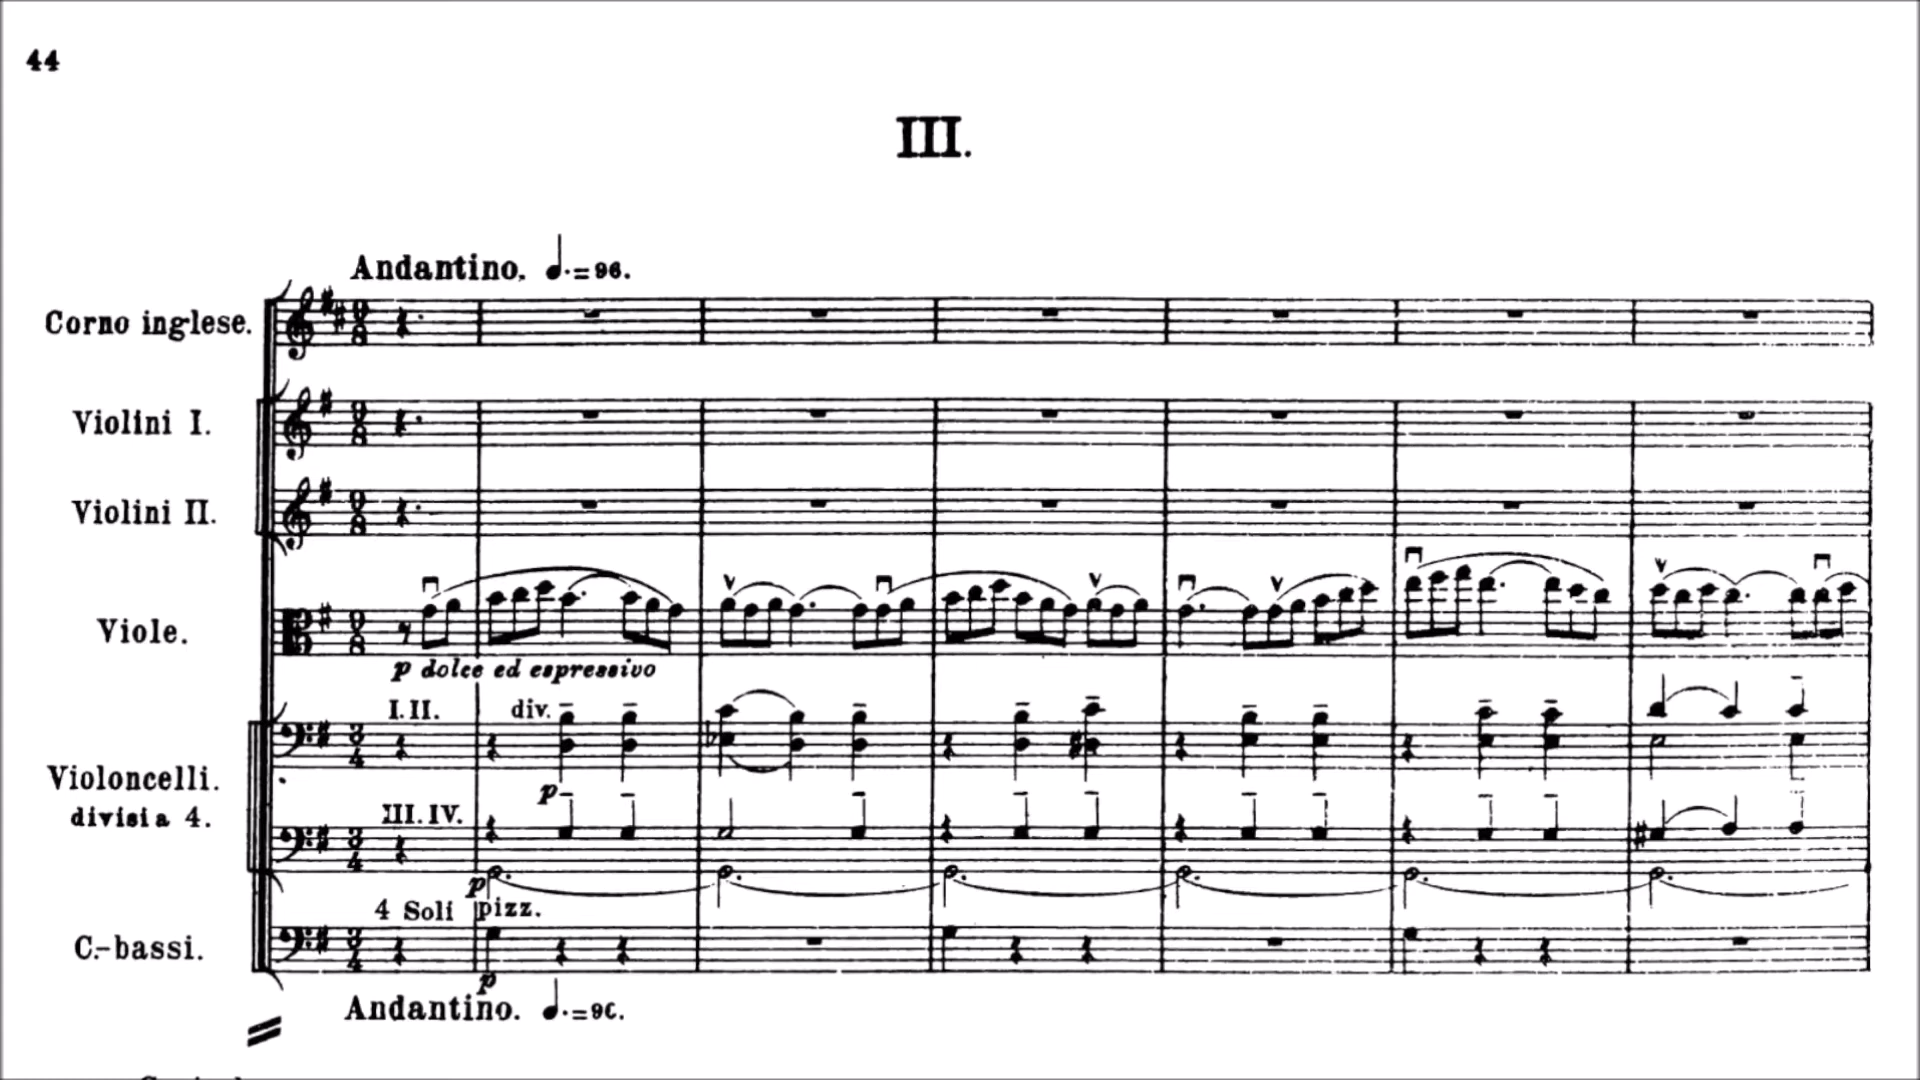 44
III.
Andantino. ♩.=96.
Corno inglese.
Violini I.
Violini II.
Viole.
p dolce ed espressivo
I. II. div.
p
Violoncelli.
divisi a 4.
III. IV.
p
4 Soli pizz.
C.-bassi.
p
Andantino. ♩.=96.